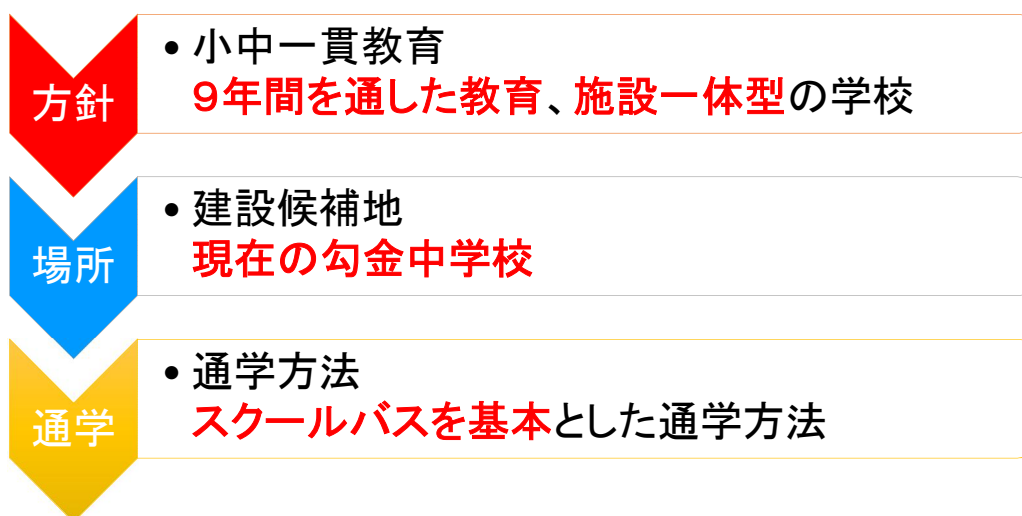 方針
• 小中一貫教育
９年間を通した教育、施設一体型の学校
場所
• 建設候補地
現在の勾金中学校
通学
• 通学方法
スクールバスを基本とした通学方法